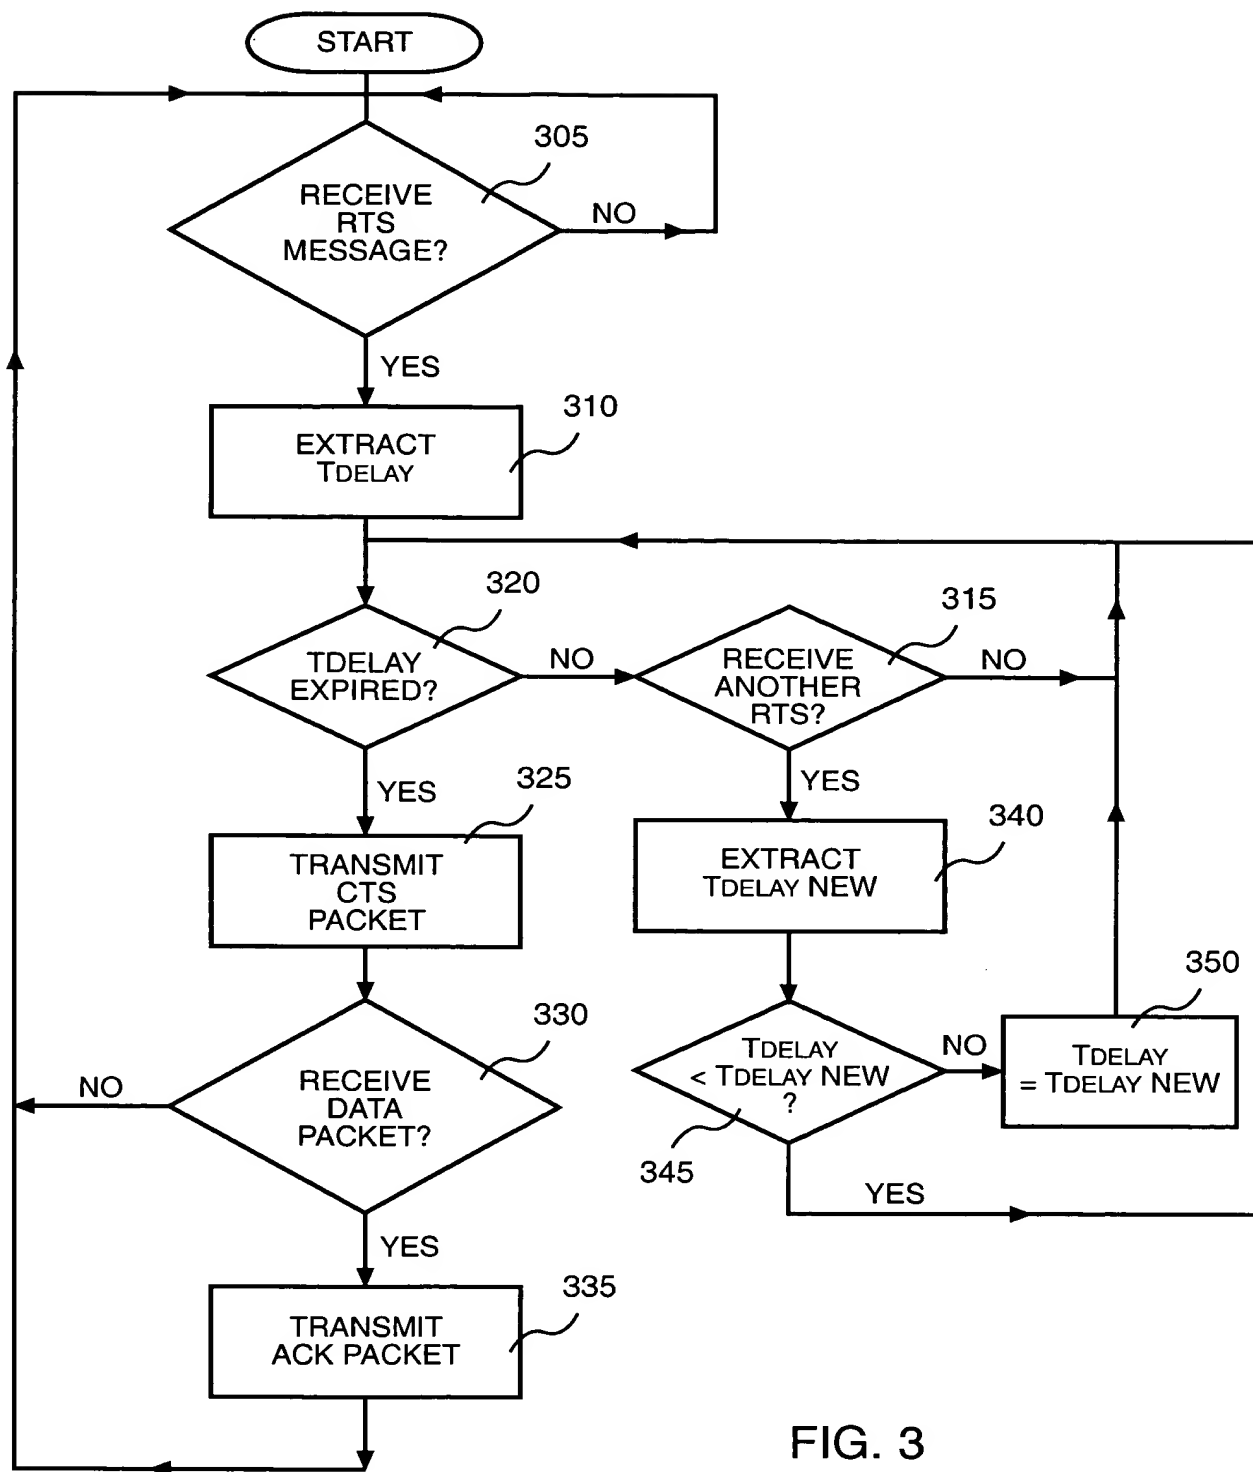 START
305
RECEIVE
RTS
MESSAGE?
NO
YES
310
EXTRACT
TDELAY
320
TDELAY
EXPIRED?
NO
315
RECEIVE
ANOTHER
RTS?
NO
YES
325
TRANSMIT
CTS
PACKET
YES
340
EXTRACT
TDELAY NEW
330
RECEIVE
DATA
PACKET?
NO
TDELAY
< TDELAY NEW
?
345
NO
350
TDELAY
= TDELAY NEW
YES
YES
335
TRANSMIT
ACK PACKET
FIG. 3